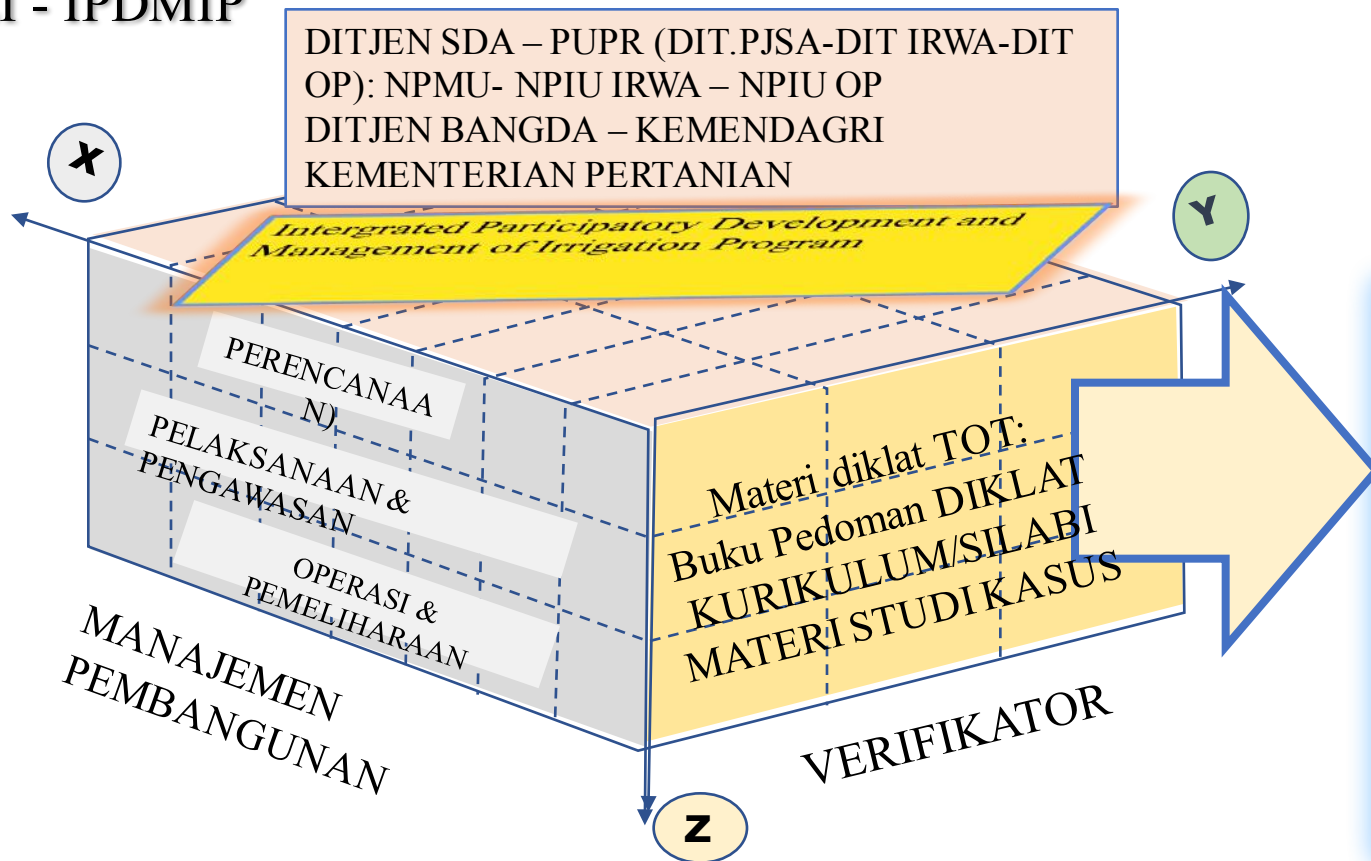 - IPDMIP
DITJEN SDA – PUPR (DIT.PJSA-DIT IRWA-DIT
OP): NPMU- NPIU IRWA – NPIU OP
DITJEN BANGDA – KEMENDAGRI
KEMENTERIAN PERTANIAN
X
Y
Intergrated Participatory Development and
Management of Irrigation Program
PERENCANAA
N)
PELAKSANAAN &
PENGAWASAN
OPERASI &
PEMELIHARAAN
Materi diklat TOT:
Buku Pedoman DIKLAT
KURIKULUM/SILABI
MATERI STUDI KASUS
MANAJEMEN
PEMBANGUNAN
VERIFIKATOR
Z